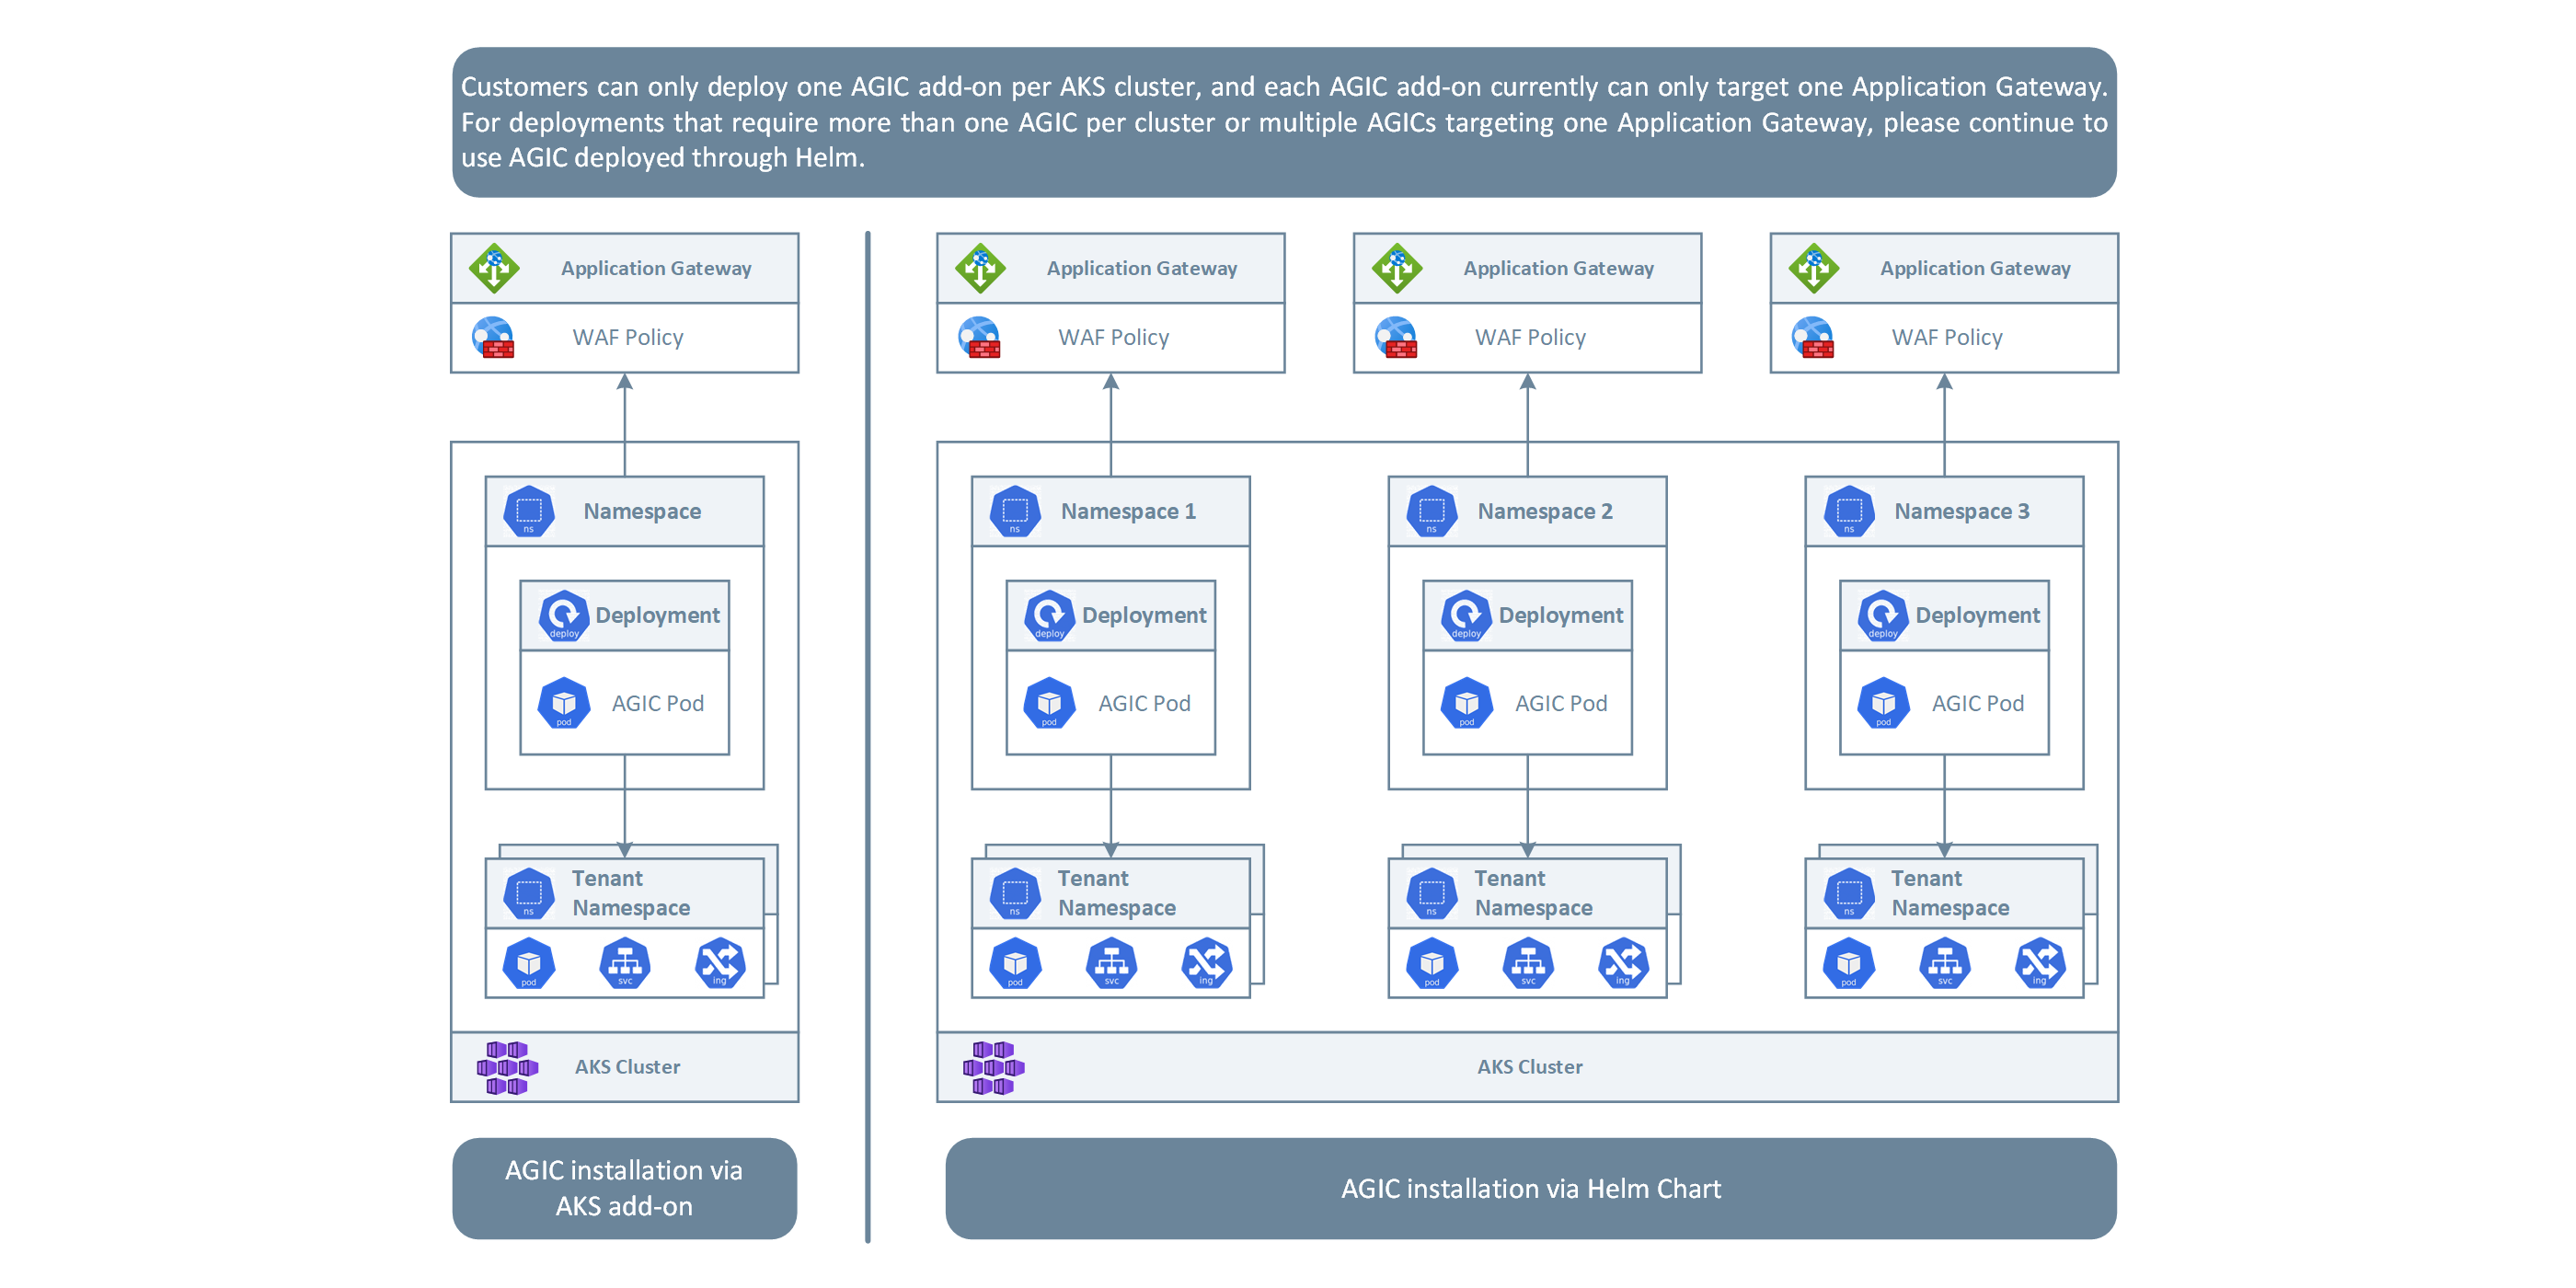 Customers can only deploy one AGIC add-on per AKS cluster, and each AGIC add-on currently can only target one Application Gateway.
For deployments that require more than one AGIC per cluster or multiple AGICs targeting one Application Gateway, please continue to
use AGIC deployed through Helm.
Application Gateway
WAF Policy
Namespace
ns
Deployment
deploy
AGIC Pod
pod
Tenant
Namespace
ns
pod
svc
ing
AKS Cluster
AGIC installation via
AKS add-on
Application Gateway
WAF Policy
Application Gateway
WAF Policy
Application Gateway
WAF Policy
Namespace 1
ns
Deployment
deploy
AGIC Pod
pod
Tenant
Namespace
ns
pod
svc
ing
Namespace 2
ns
Deployment
deploy
AGIC Pod
pod
Tenant
Namespace
ns
pod
svc
ing
Namespace 3
ns
Deployment
deploy
AGIC Pod
pod
Tenant
Namespace
ns
pod
svc
ing
AKS Cluster
AGIC installation via Helm Chart